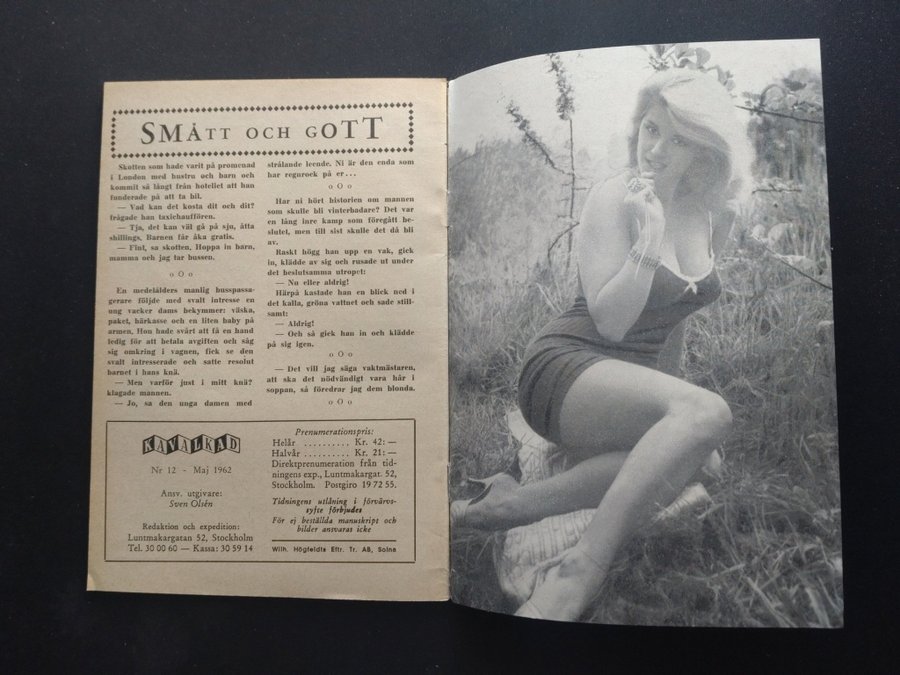 SMÅTT OCH GOTT
Skotten som hade varit på promenad
i London med hustru och barn och
kommit så långt från hotellet att han
funderade på att ta bil.
— Vad kan det kosta dit och dit?
frågade han taxichauffören.
— Tja, det kan väl gå på sju, åtta
shillings. Barnen får åka gratis.
— Fint, sa skotten. Hoppa in barn,
mamma och jag tar bussen.
oOo
En medelålders manlig busspassa-
gerare följde med svalt intresse en
ung vacker dams bekymmer: väska,
paket, kärkasse och en liten baby på
armen. Hon hade svårt att få en hand
ledig för att betala avgiften och såg
sig omkring i vagnen, fick se den
svalt intresserade och satte resolut
barnet i hans knä.
— Men varför just i mitt knä?
klagade mannen.
— Jo, sa den unga damen med
strålande leende. Ni är den enda som
har regnrock på er...
oOo
Har ni hört historien om mannen
som skulle bli vinterbadare? Det var
en lång inre kamp som föregått be-
slutet, men till sist skulle det då bli
av.
Raskt högg han upp en vak, gick
in, klädde av sig och rusade ut under
det beslutsamma utropet:
— Nu eller aldrig!
Härpå kastade han en blick ned i
det kalla, gröna vattnet och sade still-
samt:
— Aldrig!
— Och så gick han in och klädde
på sig igen.
oOo
— Det vill jag säga vaktmästaren,
att ska det nödvändigt vara hår i
soppan, så föredrar jag dem blonda.
oOo
KAVALKAD
Nr 12 - Maj 1962
Ansv. utgivare:
Sven Olsén
Redaktion och expedition:
Luntmakargatan 52, Stockholm
Tel. 30 00 60 — Kassa: 30 59 14
Prenumerationspris:
Helår .......... Kr. 42:—
Halvår .......... Kr. 21:—
Direktprenumeration från tid-
ningens exp., Luntmakargat. 52,
Stockholm. Postgiro 19 72 55.
Tidningens utlåning i förvärvs-
syfte förbjudes
För ej beställda manuskript och
bilder ansvaras icke
Wilh. Högfeldts Eftr. Tr. AB, Solna